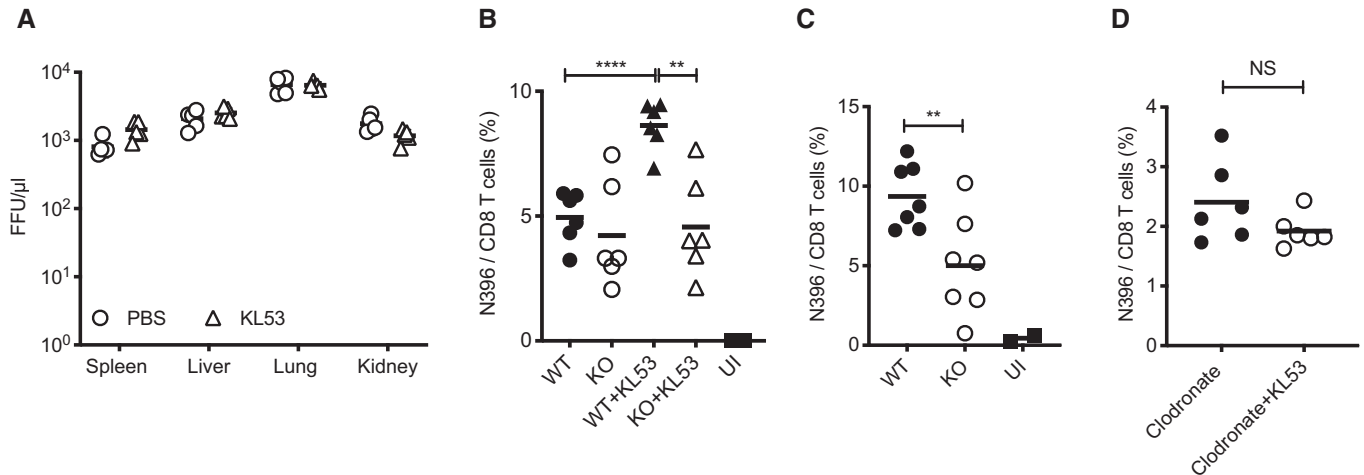 A
FFU/µl
10⁴
10³
10²
10¹
10⁰
PBS
KL53
Spleen
Liver
Lung
Kidney
B
N396 / CD8 T cells (%)
10
5
0
****
**
WT
KO
WT+KL53
KO+KL53
UI
C
N396 / CD8 T cells (%)
15
10
5
0
**
WT
KO
UI
D
N396 / CD8 T cells (%)
4
3
2
1
0
NS
Clodronate
Clodronate+KL53